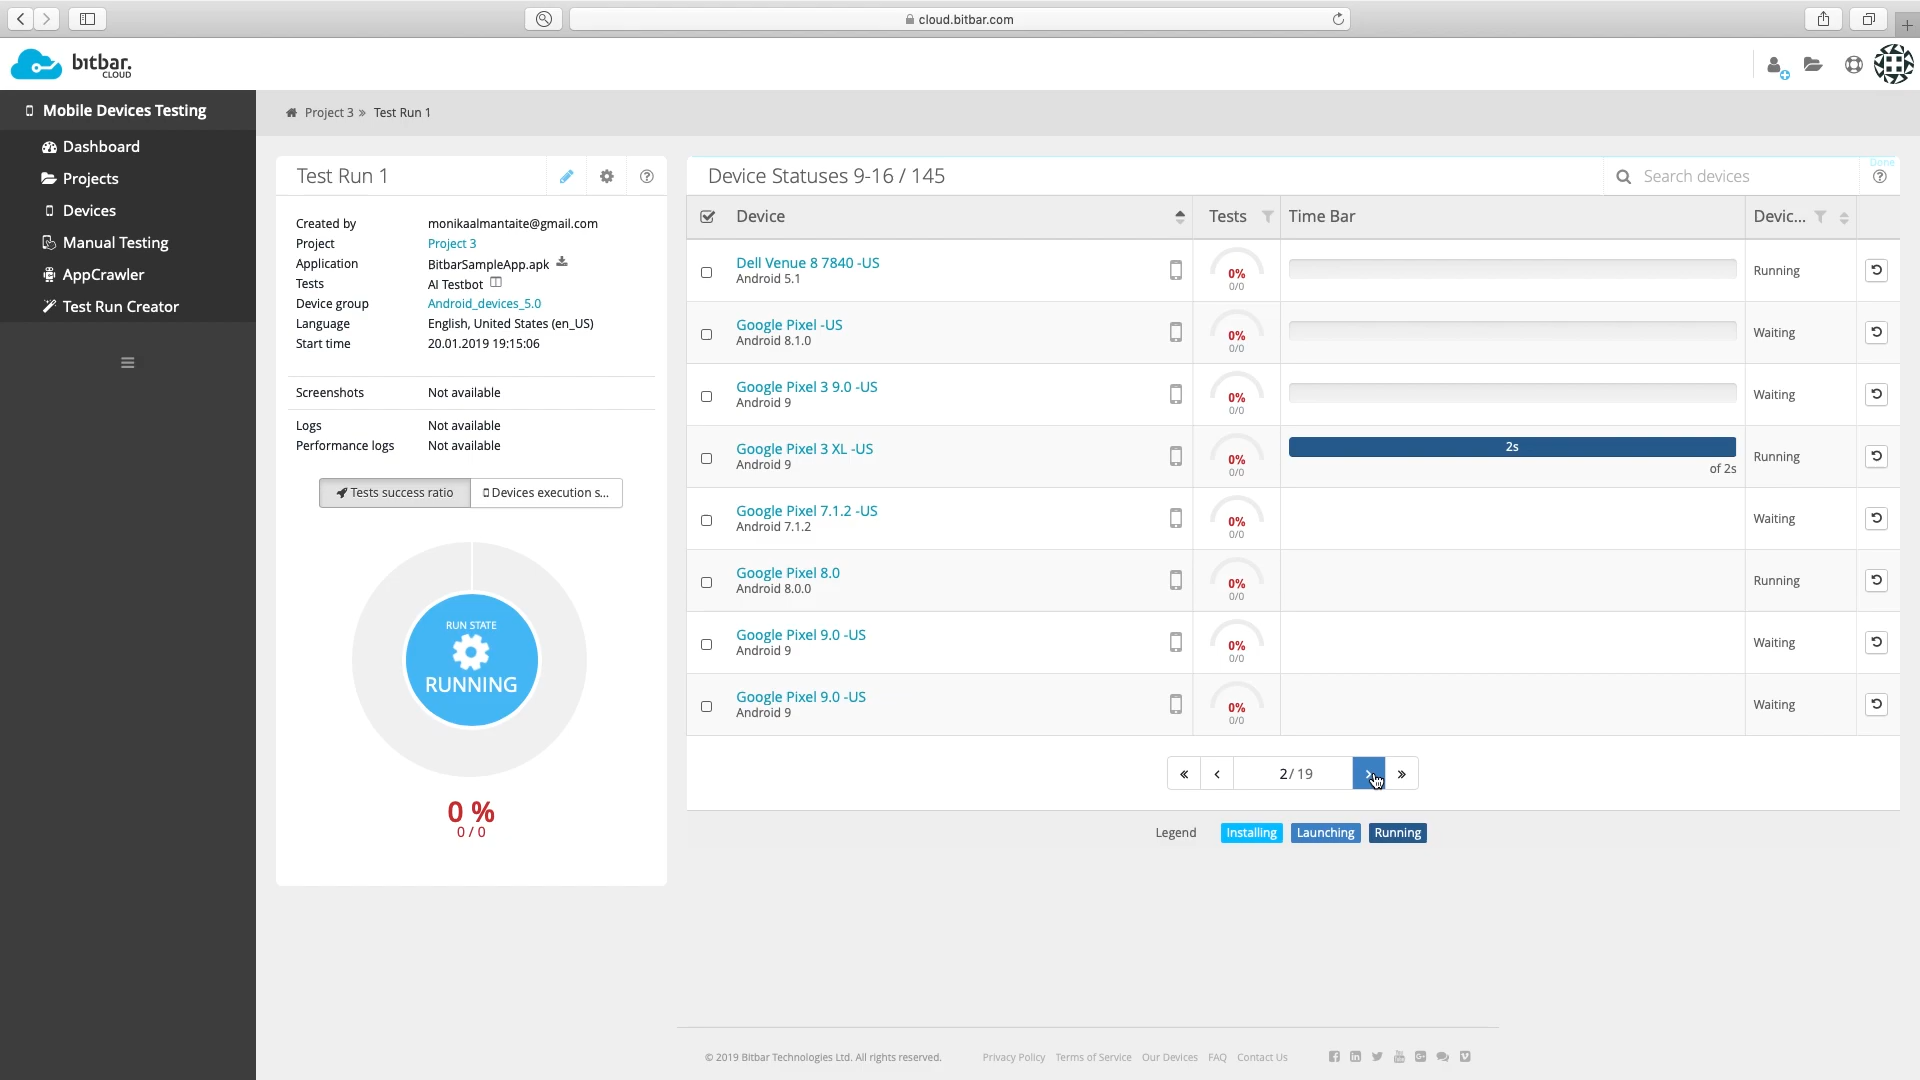 cloud.bitbar.com
bitbar.
CLOUD
Mobile Devices Testing
Dashboard
Projects
Devices
Manual Testing
AppCrawler
Test Run Creator
Project 3 » Test Run 1
Test Run 1
Created by monikaalmantaite@gmail.com
Project Project 3
Application BitbarSampleApp.apk
Tests AI Testbot
Device group Android_devices_5.0
Language English, United States (en_US)
Start time 20.01.2019 19:15:06
Screenshots Not available
Logs Not available
Performance logs Not available
Tests success ratio Devices execution s...
RUN STATE
RUNNING
0 %
0 / 0
Done
Device Statuses 9-16 / 145 Search devices
Device Tests Time Bar Devic...
Dell Venue 8 7840 -US
Android 5.1
0%
0/0
Running
Google Pixel -US
Android 8.1.0
0%
0/0
Waiting
Google Pixel 3 9.0 -US
Android 9
0%
0/0
Waiting
Google Pixel 3 XL -US
Android 9
0%
0/0
2s
of 2s
Running
Google Pixel 7.1.2 -US
Android 7.1.2
0%
0/0
Waiting
Google Pixel 8.0
Android 8.0.0
0%
0/0
Running
Google Pixel 9.0 -US
Android 9
0%
0/0
Waiting
Google Pixel 9.0 -US
Android 9
0%
0/0
Waiting
« ‹ 2 / 19 › »
Legend Installing Launching Running
© 2019 Bitbar Technologies Ltd. All rights reserved. Privacy Policy Terms of Service Our Devices FAQ Contact Us